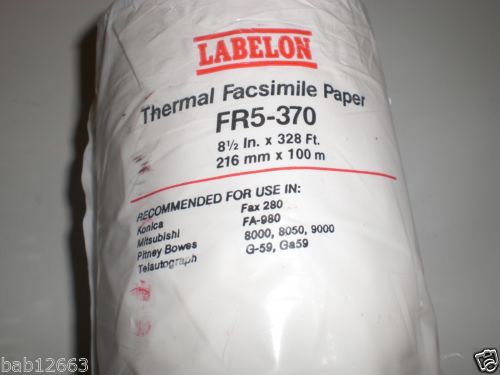 LABELON
Thermal Facsimile Paper
FR5-370
8½ In. x 328 Ft.
216 mm x 100 m
RECOMMENDED FOR USE IN:
Konica Fax 280
Mitsubishi FA-980
Pitney Bowes 8000, 8050, 9000
Telautograph G-59, Ga59
bab12663